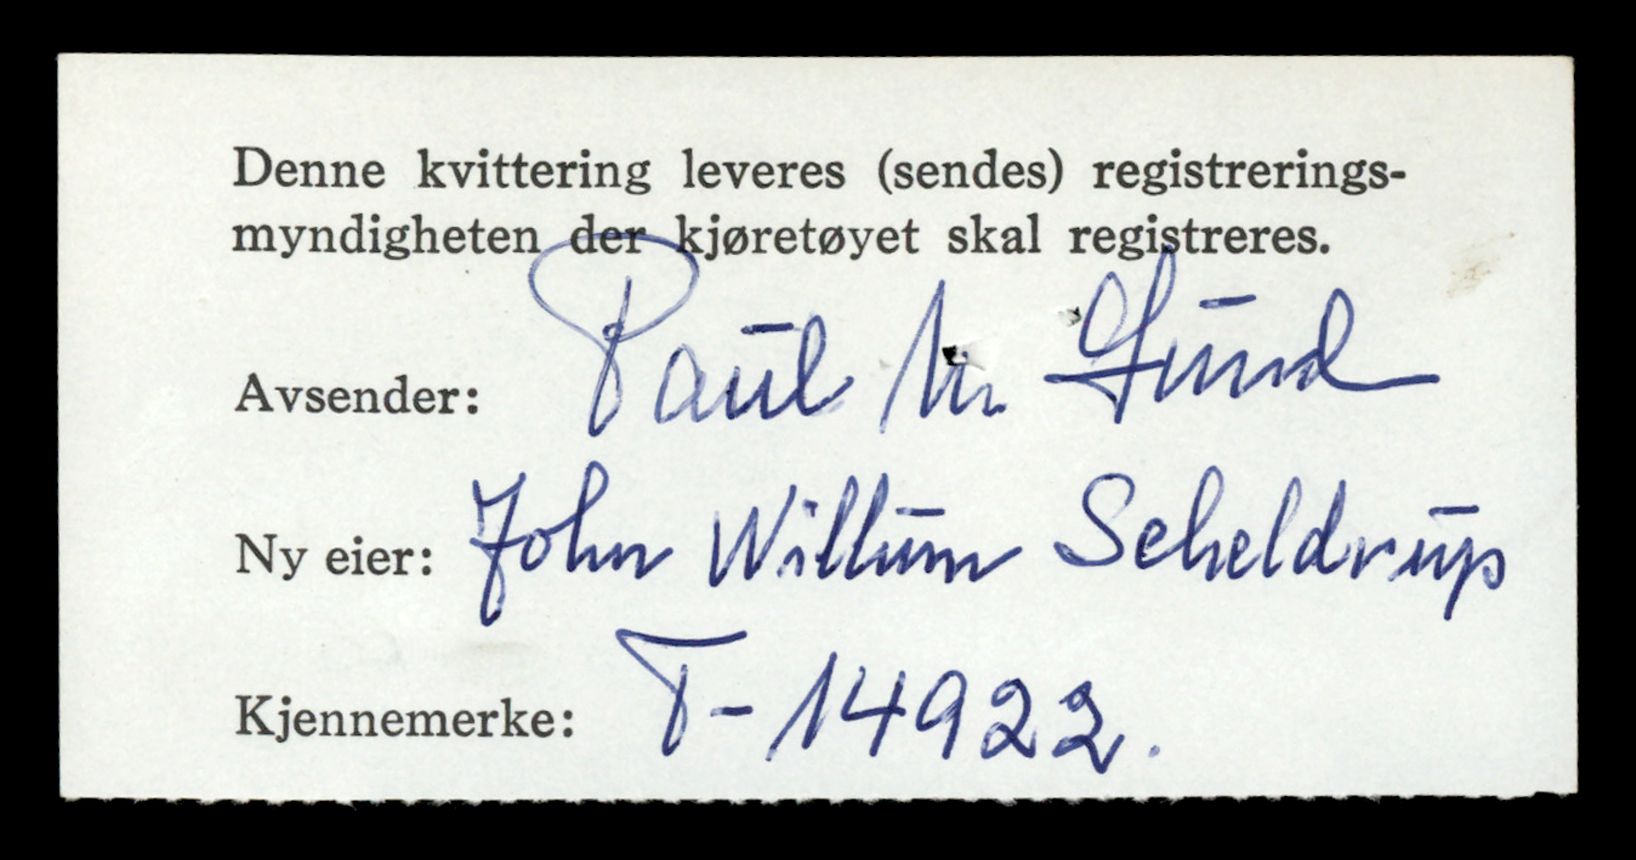 Denne kvittering leveres (sendes) registrerings-
myndigheten der kjøretøyet skal registreres.
Avsender: Paul M. Lund
Ny eier: John Willum Scheldrup
Kjennemerke: T-14922.